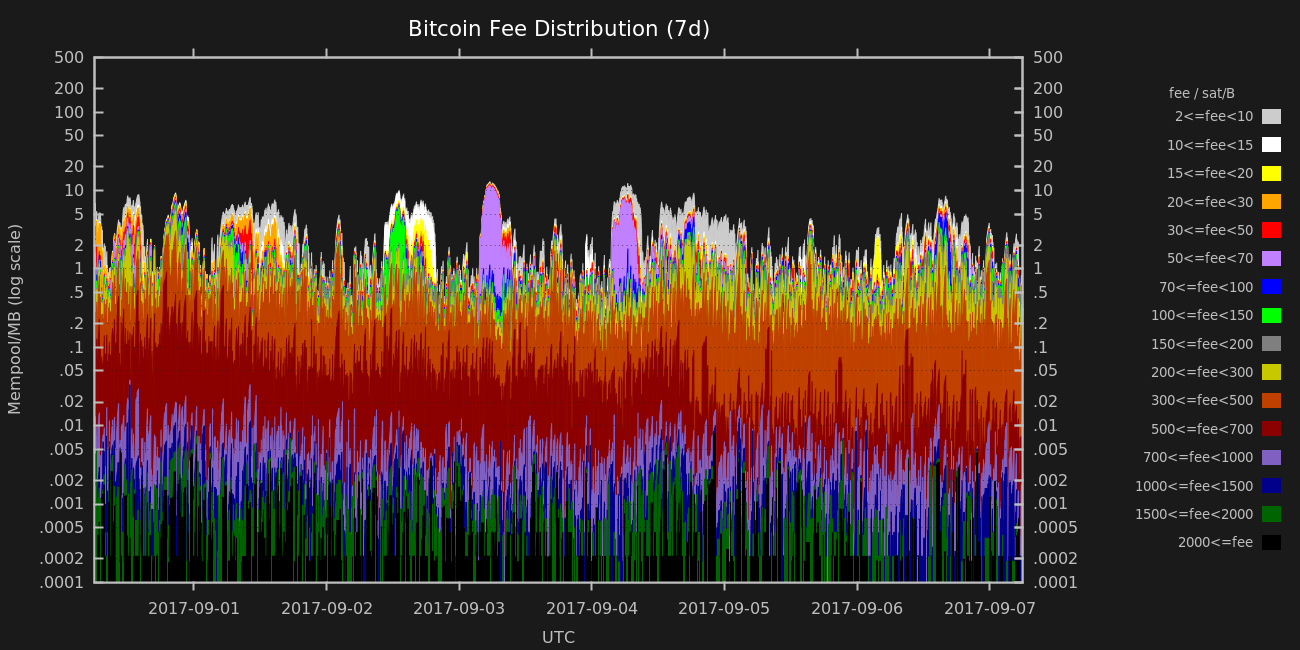 Bitcoin Fee Distribution (7d)
500
200
100
50
20
10
5
2
1
.5
.2
.1
.05
.02
.01
.005
.002
.001
.0005
.0002
.0001
Mempool/MB (log scale)
500
200
100
50
20
10
5
2
1
.5
.2
.1
.05
.02
.01
.005
.002
.001
.0005
.0002
.0001
2017-09-01 2017-09-02 2017-09-03 2017-09-04 2017-09-05 2017-09-06 2017-09-07
UTC
fee / sat/B
2<=fee<10
10<=fee<15
15<=fee<20
20<=fee<30
30<=fee<50
50<=fee<70
70<=fee<100
100<=fee<150
150<=fee<200
200<=fee<300
300<=fee<500
500<=fee<700
700<=fee<1000
1000<=fee<1500
1500<=fee<2000
2000<=fee